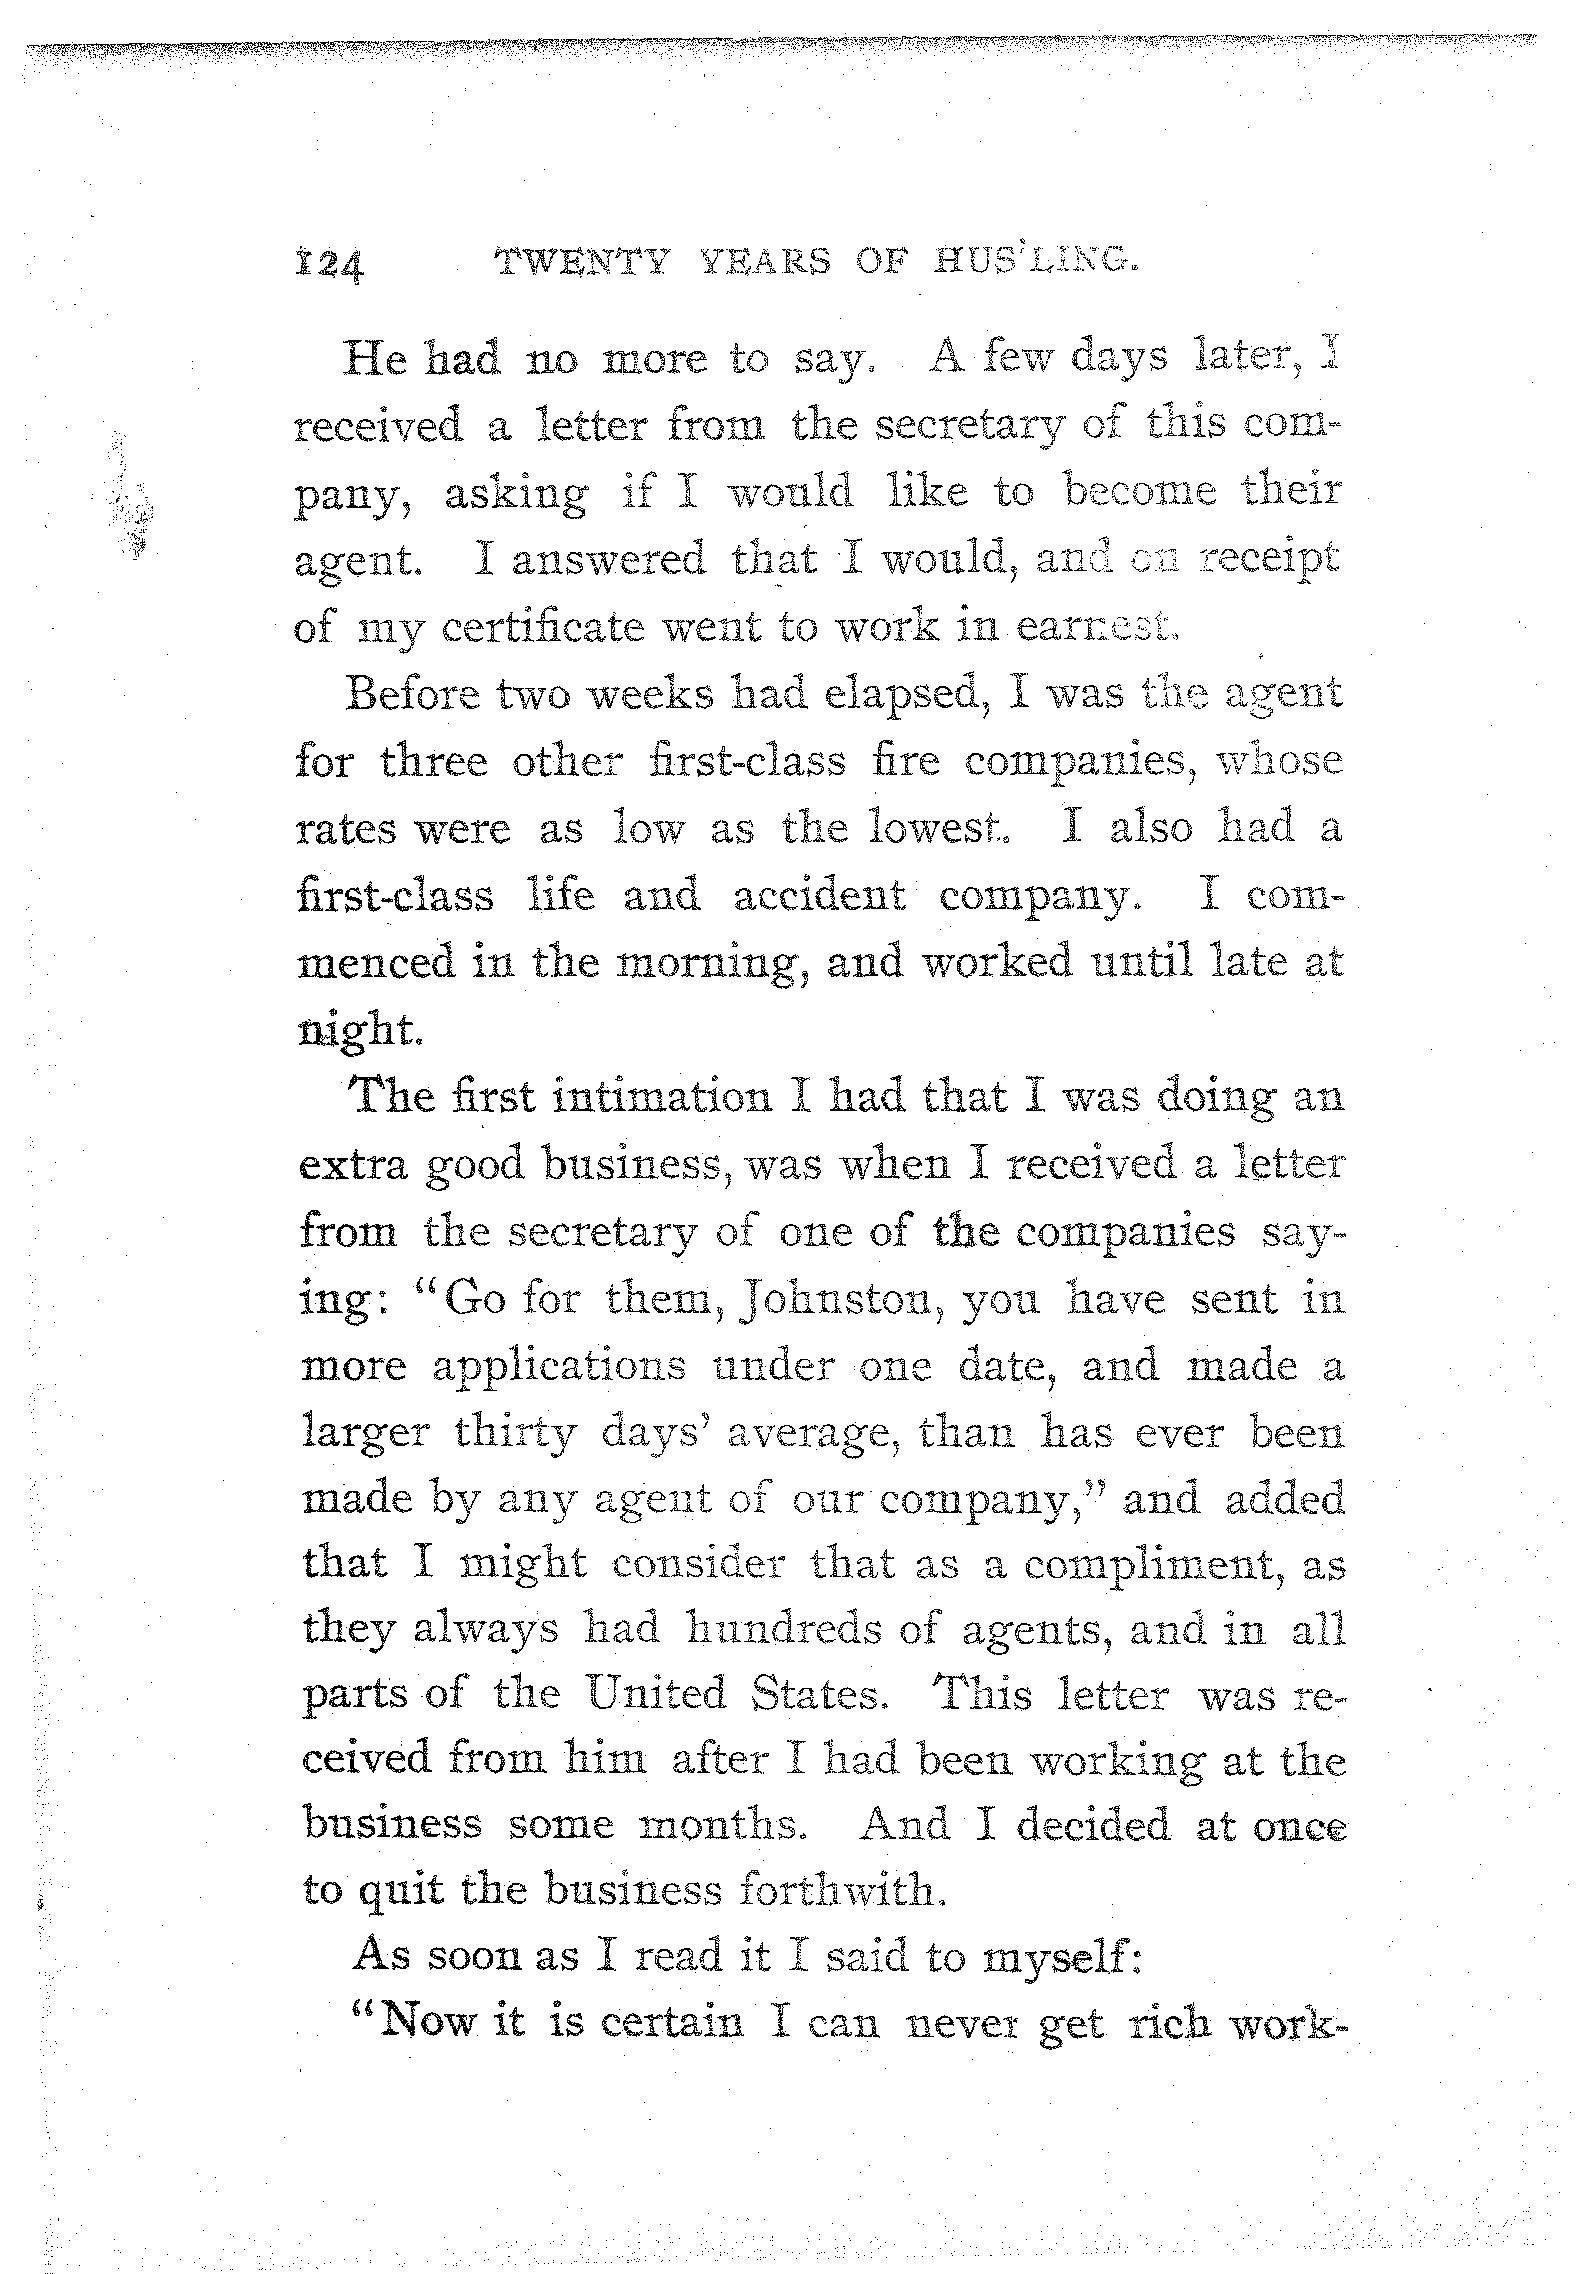 124 TWENTY YEARS OF HUS'LING.
He had no more to say. A few days later, I
received a letter from the secretary of this com-
pany, asking if I would like to become their
agent. I answered that I would, and on receipt
of my certificate went to work in earnest.
Before two weeks had elapsed, I was the agent
for three other first-class fire companies, whose
rates were as low as the lowest. I also had a
first-class life and accident company. I com-
menced in the morning, and worked until late at
night.
The first intimation I had that I was doing an
extra good business, was when I received a letter
from the secretary of one of the companies say-
ing: "Go for them, Johnston, you have sent in
more applications under one date, and made a
larger thirty days' average, than has ever been
made by any agent of our company," and added
that I might consider that as a compliment, as
they always had hundreds of agents, and in all
parts of the United States. This letter was re-
ceived from him after I had been working at the
business some months. And I decided at once
to quit the business forthwith.
As soon as I read it I said to myself:
"Now it is certain I can never get rich work-